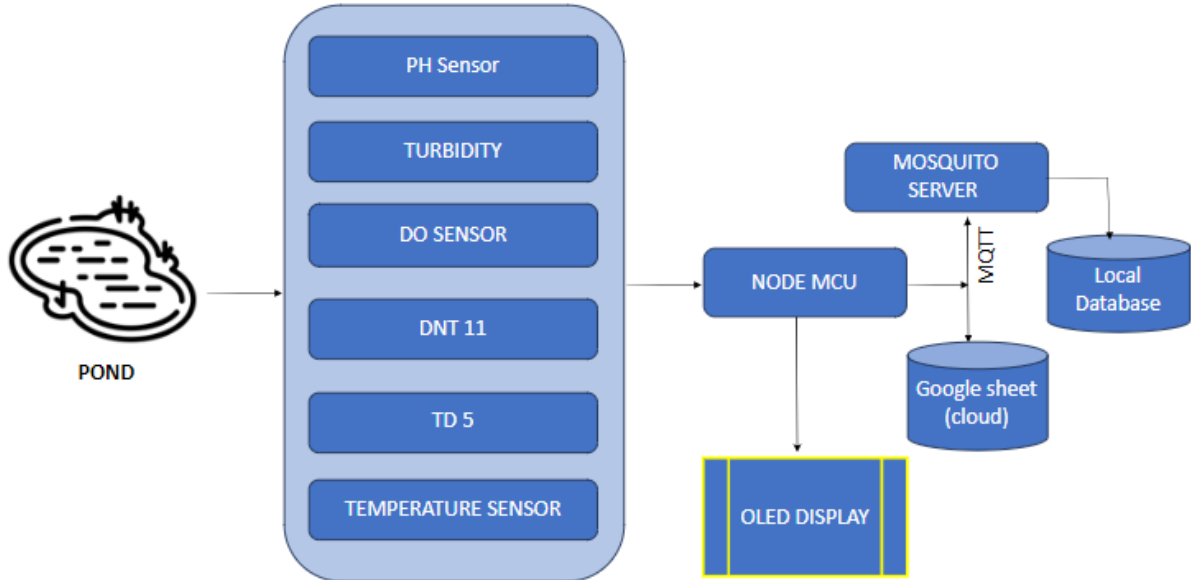 PH Sensor
TURBIDITY
DO SENSOR
DNT 11
TD 5
TEMPERATURE SENSOR
POND
NODE MCU
OLED DISPLAY
MOSQUITO
SERVER
MQTT
Local
Database
Google sheet
(cloud)